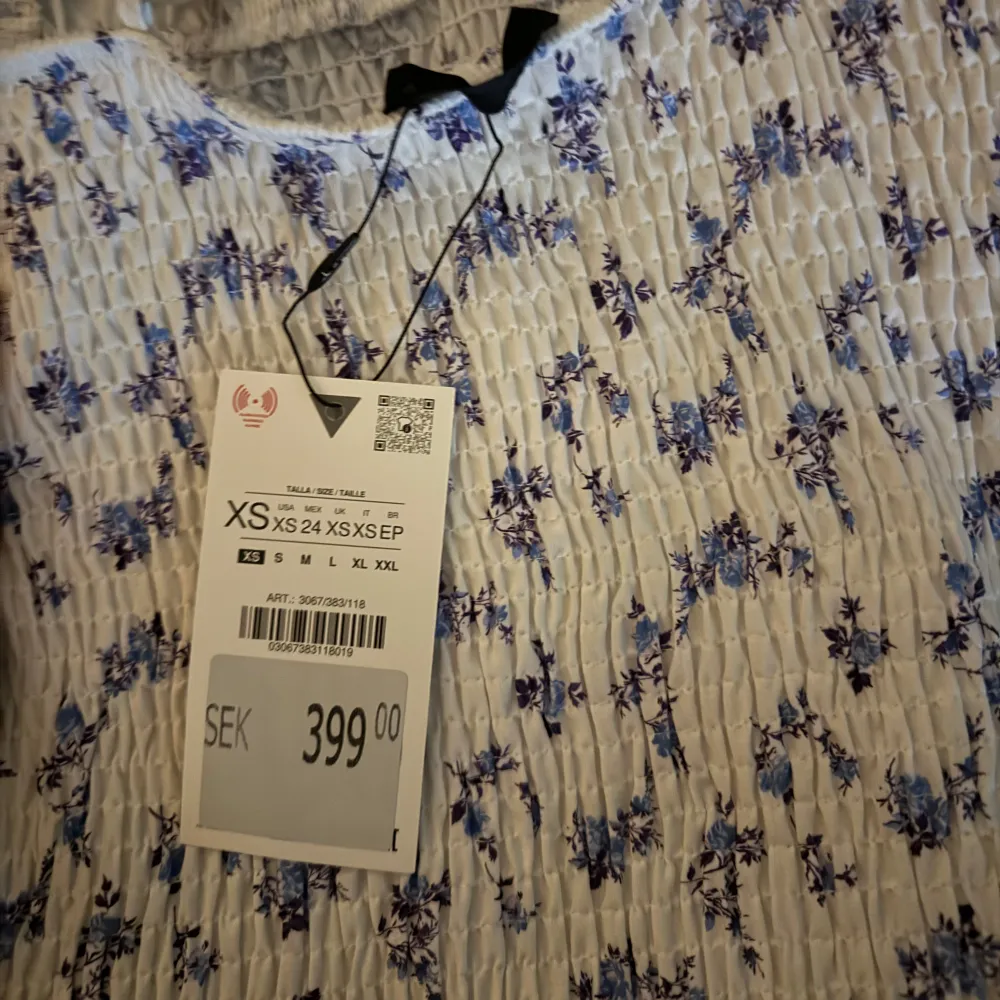 TALLA / SIZE / TAILLE
USA MEX UK IT BR
XS XS 24 XS XS EP
XS S M L XL XXL
ART.: 3067/383/118
03067383118019
SEK 399 00